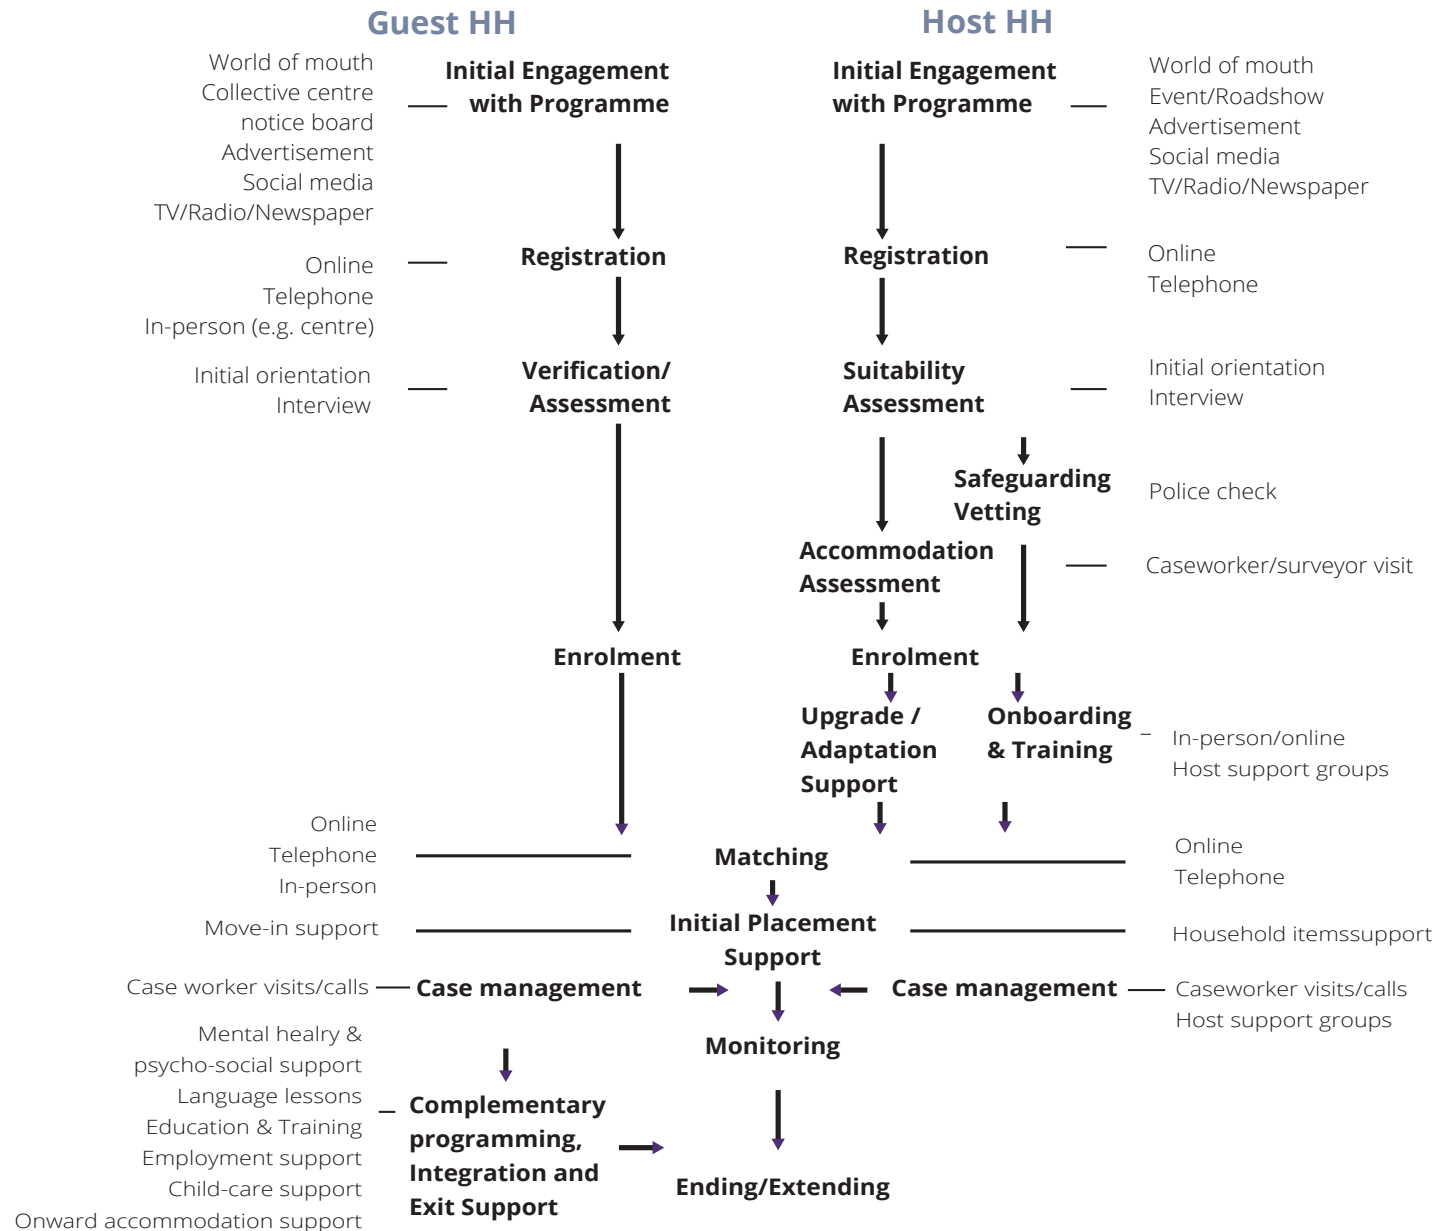 Guest HH
Host HH
World of mouth
Collective centre
notice board
Advertisement
Social media
TV/Radio/Newspaper
Initial Engagement
with Programme
Initial Engagement
with Programme
World of mouth
Event/Roadshow
Advertisement
Social media
TV/Radio/Newspaper
Online
Telephone
In-person (e.g. centre)
Registration
Registration
Online
Telephone
Initial orientation
Interview
Verification/
Assessment
Suitability
Assessment
Initial orientation
Interview
Safeguarding
Vetting
Police check
Accommodation
Assessment
Caseworker/surveyor visit
Enrolment
Enrolment
Upgrade /
Adaptation
Support
Onboarding
& Training
In-person/online
Host support groups
Online
Telephone
In-person
Matching
Online
Telephone
Move-in support
Initial Placement
Support
Household itemssupport
Case worker visits/calls
Case management
Case management
Caseworker visits/calls
Host support groups
Monitoring
Mental healry &
psycho-social support
Language lessons
Education & Training
Employment support
Child-care support
Onward accommodation support
Complementary
programming,
Integration and
Exit Support
Ending/Extending